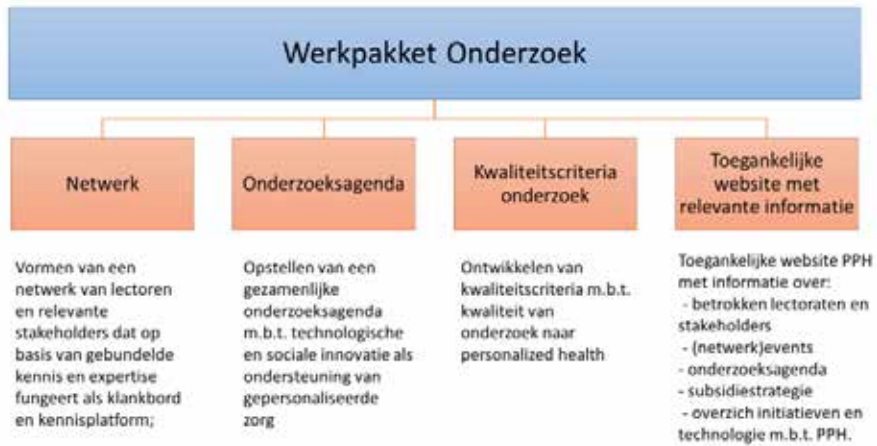 Werkpakket Onderzoek
Netwerk
Vormen van een
netwerk van lectoren
en relevante
stakeholders dat op
basis van gebundelde
kennis en expertise
fungeert als klankbord
en kennisplatform;
Onderzoeksagenda
Opstellen van een
gezamenlijke
onderzoeksagenda
m.b.t. technologische
en sociale innovatie als
ondersteuning van
gepersonaliseerde
zorg
Kwaliteitscriteria
onderzoek
Ontwikkelen van
kwaliteitscriteria m.b.t.
kwaliteit van
onderzoek naar
personalized health
Toegankelijke
website met
relevante informatie
Toegankelijke website PPH
met informatie over:
- betrokken lectoraten en
stakeholders
- (netwerk)events
- onderzoeksagenda
- subsidiestrategie
- overzich initiatieven en
technologie m.b.t. PPH.